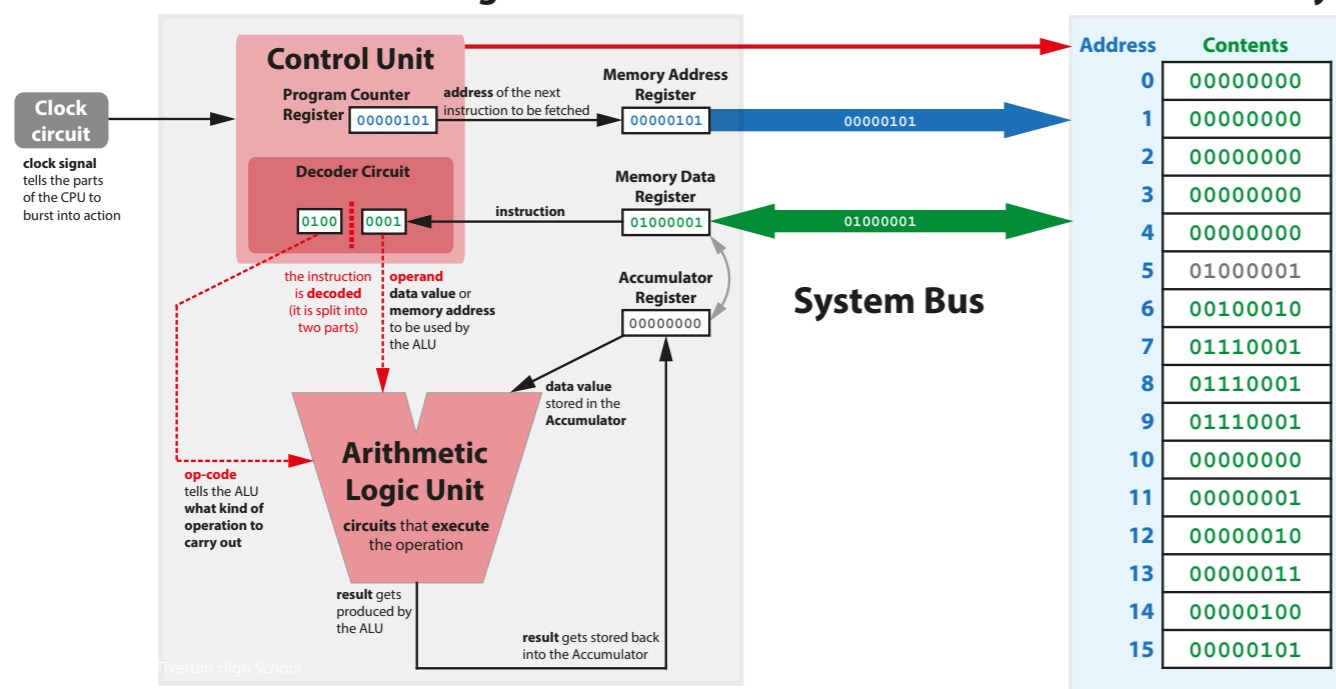 Control Unit
Address
Contents
Clock
circuit
clock signal
tells the parts
of the CPU to
burst into action
Program Counter
Register
00000101
address of the next
instruction to be fetched
Memory Address
Register
00000101
00000101
Decoder Circuit
0100
0001
instruction
Memory Data
Register
01000001
01000001
the instruction
is decoded
(it is split into
two parts)
operand
data value or
memory address
to be used by
the ALU
Accumulator
Register
00000000
System Bus
data value
stored in the
Accumulator
Arithmetic
Logic Unit
circuits that execute
the operation
op-code
tells the ALU
what kind of
operation to
carry out
result gets
produced by
the ALU
result gets stored back
into the Accumulator
Tiverton High School
0 00000000
1 00000000
2 00000000
3 00000000
4 00000000
5 01000001
6 00100010
7 01110001
8 01110001
9 01110001
10 00000000
11 00000001
12 00000010
13 00000011
14 00000100
15 00000101